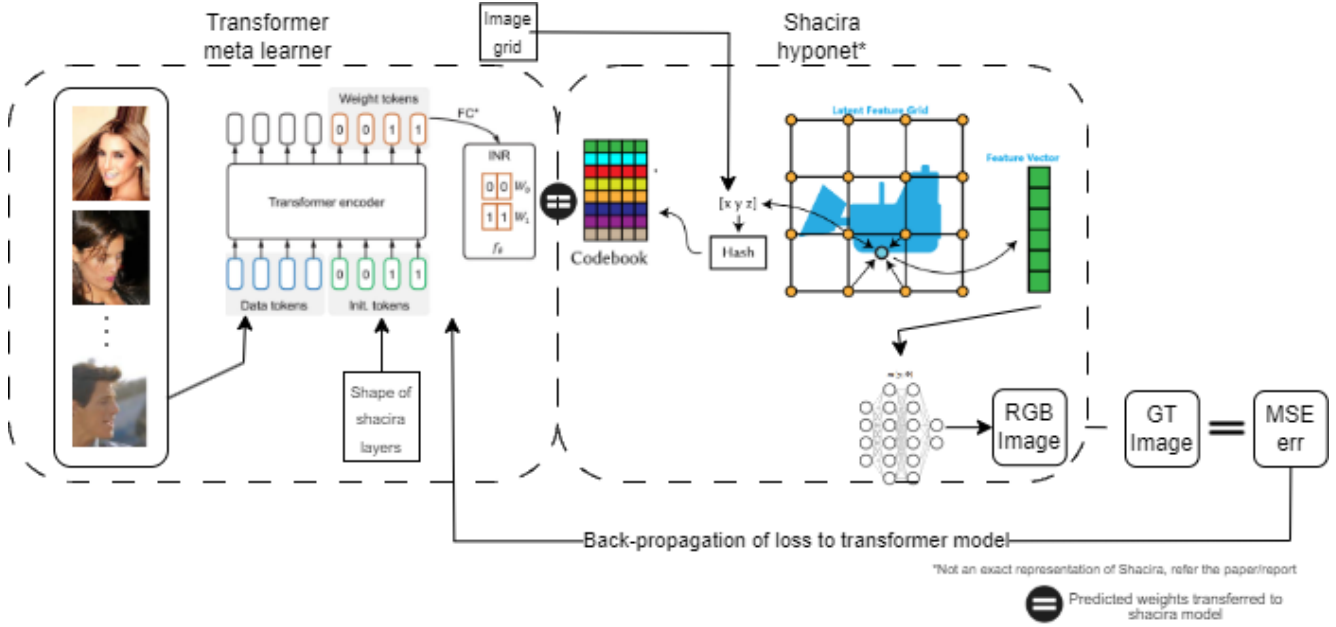 Transformer
meta learner
Image
grid
Shacira
hyponet*
Weight tokens
FC*
0 0 1 1
INR
0 0 W₀
1 1 W₁
fθ
Transformer encoder
0 0 1 1
Data tokens
Init. tokens
Shape of
shacira
layers
Codebook
[x y z]
Hash
Latent Feature Grid
Feature Vector
RGB
Image
GT
Image
MSE
err
Back-propagation of loss to transformer model
*Not an exact representation of Shacira, refer the paper/report
Predicted weights transferred to
shacira model